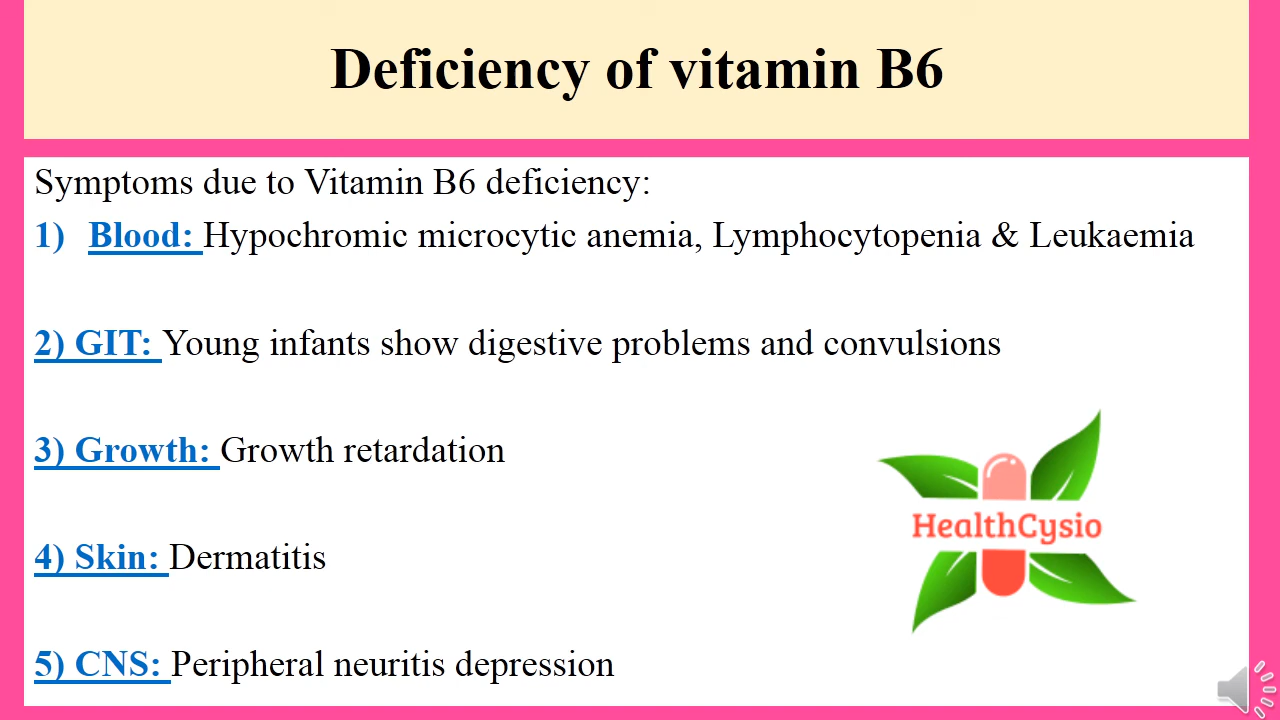 Deficiency of vitamin B6
Symptoms due to Vitamin B6 deficiency:
1) Blood: Hypochromic microcytic anemia, Lymphocytopenia & Leukaemia
2) GIT: Young infants show digestive problems and convulsions
3) Growth: Growth retardation
HealthCysio
4) Skin: Dermatitis
5) CNS: Peripheral neuritis depression